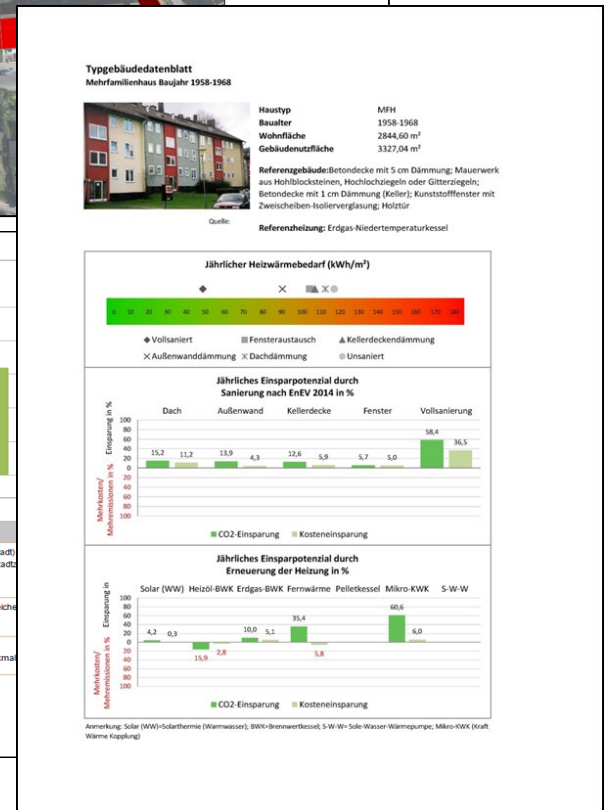 Typgebäudedatenblatt
Mehrfamilienhaus Baujahr 1958-1968
Haustyp MFH
Baualter 1958-1968
Wohnfläche 2844,60 m²
Gebäudenutzfläche 3327,04 m²
Referenzgebäude:Betondecke mit 5 cm Dämmung; Mauerwerk
aus Hohlblocksteinen, Hochlochziegeln oder Gitterziegeln;
Betondecke mit 1 cm Dämmung (Keller); Kunststofffenster mit
Zweischeiben-Isolierverglasung; Holztür
Quelle:
Referenzheizung: Erdgas-Niedertemperaturkessel
Jährlicher Heizwärmebedarf (kWh/m²)
0 10 20 30 40 50 60 70 80 90 100 110 120 130 140 150 160 170 180
Vollsaniert Fensteraustausch Kellerdeckendämmung
Außenwanddämmung Dachdämmung Unsaniert
Jährliches Einsparpotenzial durch
Sanierung nach EnEV 2014 in %
Dach Außenwand Kellerdecke Fenster Vollsanierung
Einsparung in %
Mehrkosten/
Mehremissionen in %
100
80
60
40
20
0
20
40
60
80
100
15,2 11,2 13,9 4,3 12,6 5,9 5,7 5,0 58,4 36,5
CO2-Einsparung Kosteneinsparung
Jährliches Einsparpotenzial durch
Erneuerung der Heizung in %
Solar (WW) Heizöl-BWK Erdgas-BWK Fernwärme Pelletkessel Mikro-KWK S-W-W
Einsparung in
Mehrkosten/
Mehremissionen in %
100
80
60
40
20
0
20
40
60
80
100
4,2 0,3 15,9 2,8 10,0 5,1 35,4 5,8 60,6 6,0
CO2-Einsparung Kosteneinsparung
Anmerkung: Solar (WW)=Solarthermie (Warmwasser); BWK=Brennwertkessel; S-W-W= Sole-Wasser-Wärmepumpe; Mikro-KWK (Kraft
Wärme Kopplung)